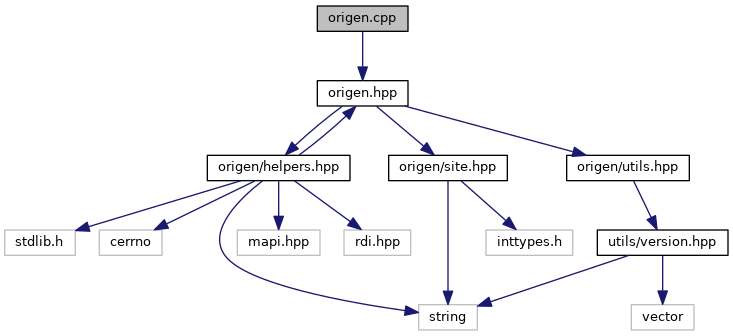 origen.cpp
origen.hpp
origen/helpers.hpp
origen/site.hpp
origen/utils.hpp
stdlib.h
cerrno
mapi.hpp
rdi.hpp
inttypes.h
utils/version.hpp
string
vector